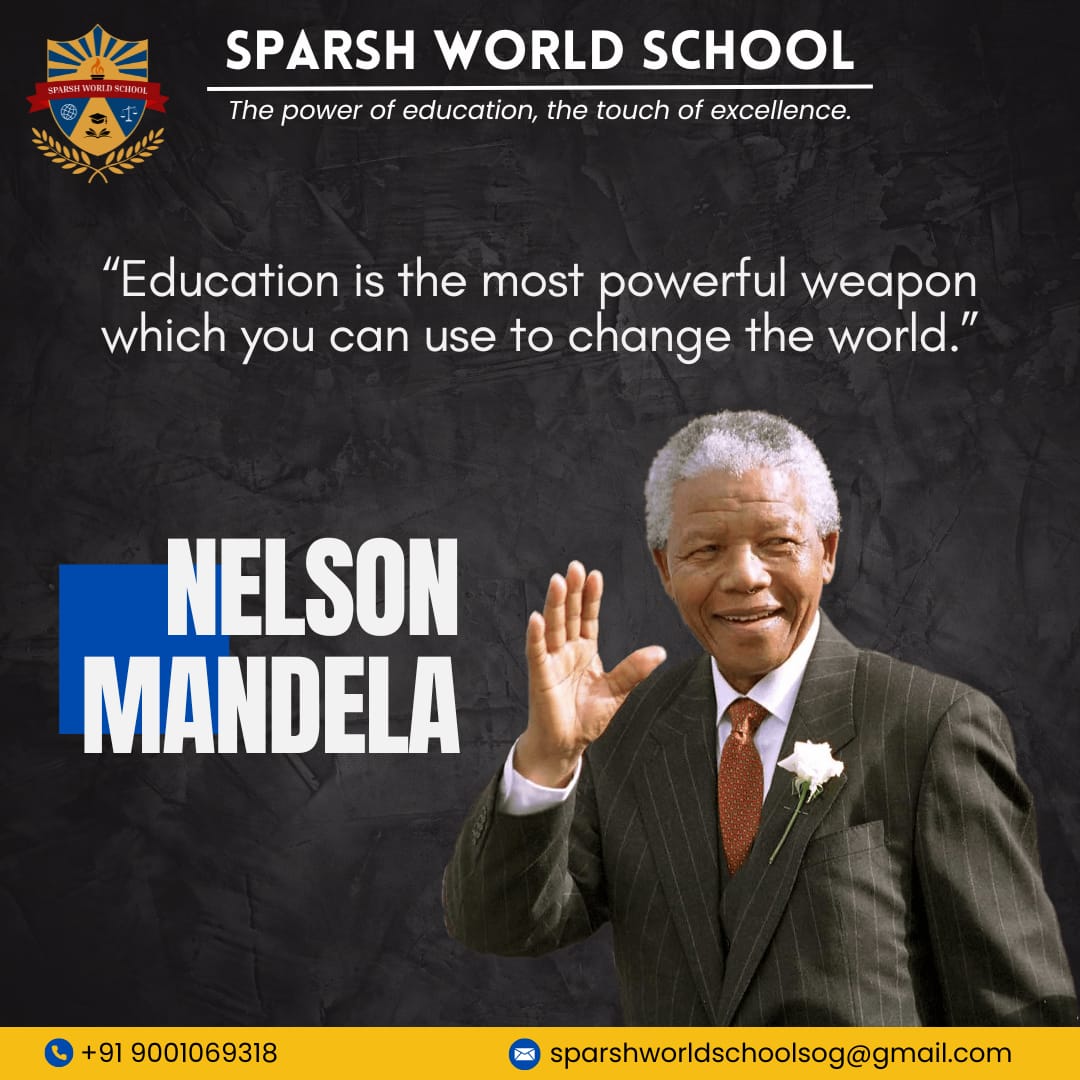 SPARSH WORLD SCHOOL
SPARSH WORLD SCHOOL
The power of education, the touch of excellence.
“Education is the most powerful weapon
which you can use to change the world.”
NELSON
MANDELA
+91 9001069318
sparshworldschoolsog@gmail.com